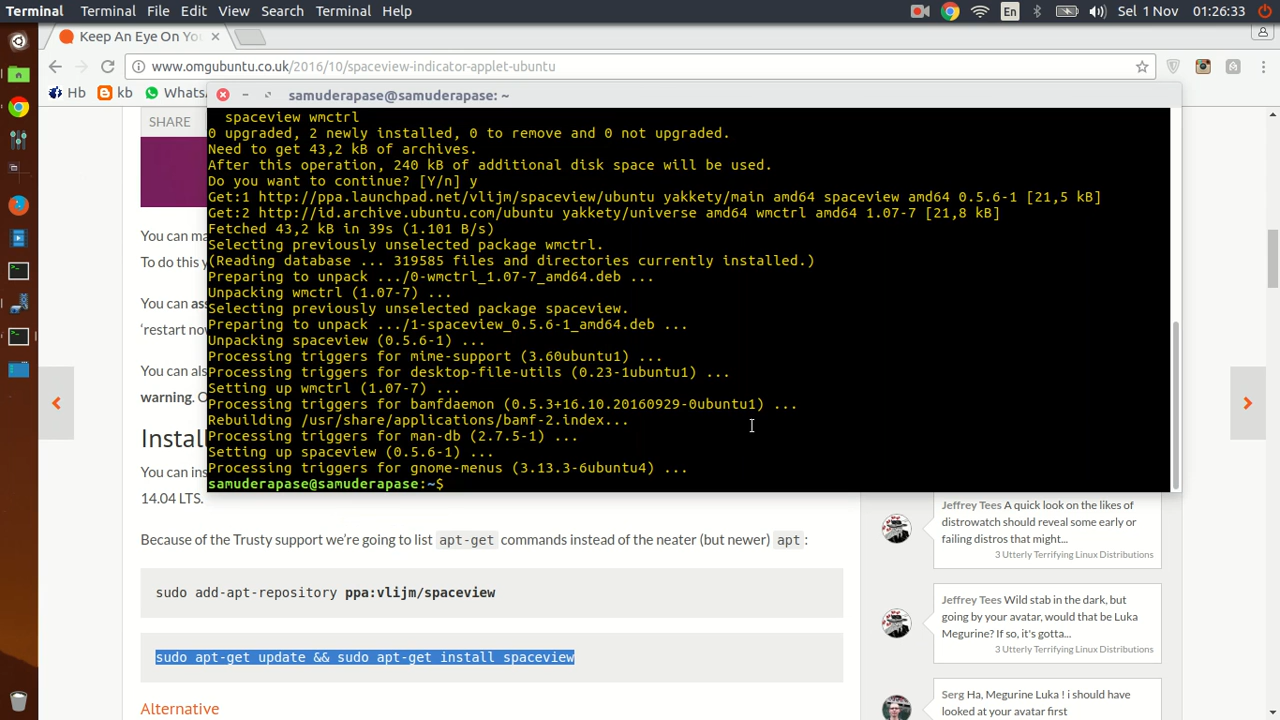 Terminal Terminal File Edit View Search Terminal Help En Sel 1 Nov 01:26:33
Keep An Eye On Yo
www.omgubuntu.co.uk/2016/10/spaceview-indicator-applet-ubuntu
Hb kb WhatsA
samuderapase@samuderapase: ~
SHARE
spaceview wmctrl
0 upgraded, 2 newly installed, 0 to remove and 0 not upgraded.
Need to get 43,2 kB of archives.
After this operation, 240 kB of additional disk space will be used.
Do you want to continue? [Y/n] y
Get:1 http://ppa.launchpad.net/vlijm/spaceview/ubuntu yakkety/main amd64 spaceview amd64 0.5.6-1 [21,5 kB]
Get:2 http://id.archive.ubuntu.com/ubuntu yakkety/universe amd64 wmctrl amd64 1.07-7 [21,8 kB]
Fetched 43,2 kB in 39s (1.101 B/s)
Selecting previously unselected package wmctrl.
(Reading database ... 319585 files and directories currently installed.)
Preparing to unpack .../0-wmctrl_1.07-7_amd64.deb ...
Unpacking wmctrl (1.07-7) ...
Selecting previously unselected package spaceview.
Preparing to unpack .../1-spaceview_0.5.6-1_amd64.deb ...
Unpacking spaceview (0.5.6-1) ...
Processing triggers for mime-support (3.60ubuntu1) ...
Processing triggers for desktop-file-utils (0.23-1ubuntu1) ...
Setting up wmctrl (1.07-7) ...
Processing triggers for bamfdaemon (0.5.3+16.10.20160929-0ubuntu1) ...
Rebuilding /usr/share/applications/bamf-2.index...
Processing triggers for man-db (2.7.5-1) ...
Setting up spaceview (0.5.6-1) ...
Processing triggers for gnome-menus (3.13.3-6ubuntu4) ...
samuderapase@samuderapase:~$
You can ma
To do this y
You can ass
‘restart now
You can als
warning. O
Install
You can ins
14.04 LTS.
Because of the Trusty support we’re going to list apt-get commands instead of the neater (but newer) apt :
sudo add-apt-repository ppa:vlijm/spaceview
sudo apt-get update && sudo apt-get install spaceview
Alternative
Jeffrey Tees A quick look on the likes of
distrowatch should reveal some early or
failing distros that might...
3 Utterly Terrifying Linux Distributions
Jeffrey Tees Wild stab in the dark, but
going by your avatar, would that be Luka
Megurine? If so, it's gotta...
3 Utterly Terrifying Linux Distributions
Serg Ha, Megurine Luka ! i should have
looked at your avatar first